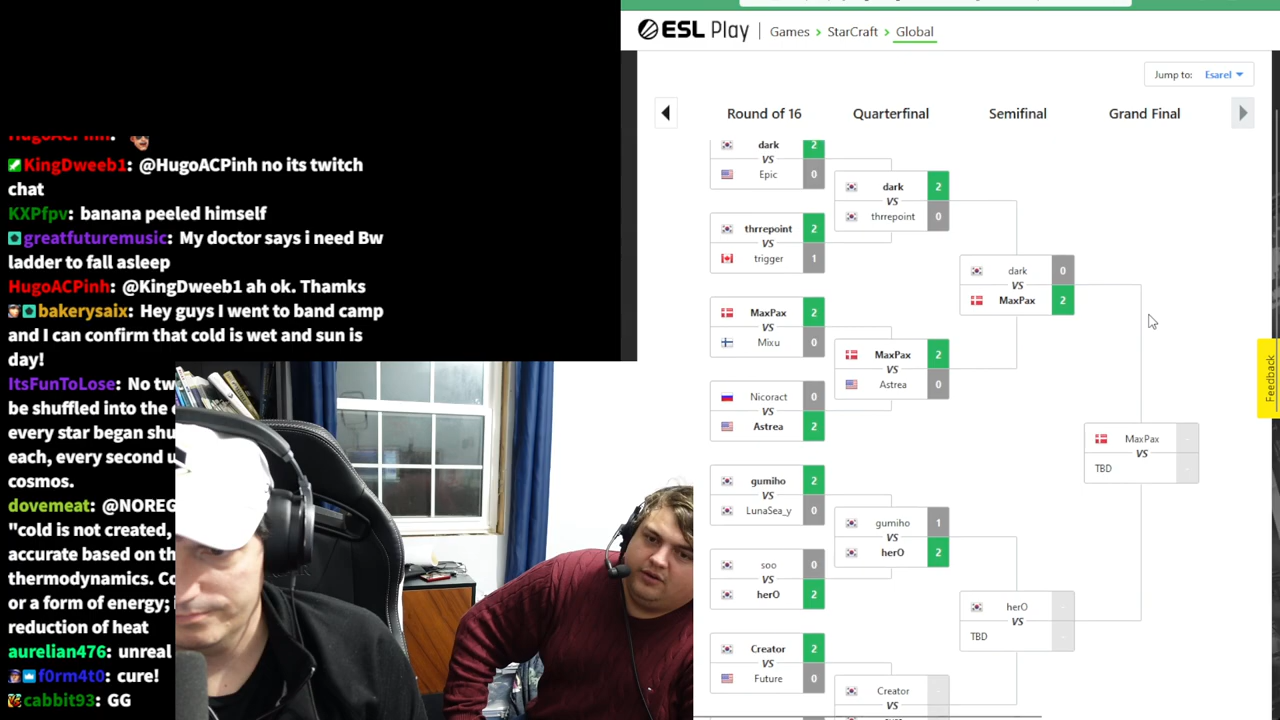 HugoACPinh:
KingDweeb1: @HugoACPinh no its twitch
chat
KXPfpv: banana peeled himself
greatfuturemusic: My doctor says i need Bw
ladder to fall asleep
HugoACPinh: @KingDweeb1 ah ok. Thanks
bakerysaix: Hey guys I went to band camp
and I can confirm that cold is wet and sun is
day!
ItsFunToLose: No tw
be shuffled into the
every star began shu
each, every second
cosmos.
dovemeat: @NOREG
"cold is not created,
accurate based on th
thermodynamics. Co
or a form of energy;
reduction of heat
aurelian476: unreal
f0rm4t0: cure!
cabbit93: GG
ESL Play Games > StarCraft > Global
Jump to: Esarel
Round of 16 Quarterfinal Semifinal Grand Final
dark 2
VS
Epic 0
thrrepoint 2
VS
trigger 1
MaxPax 2
VS
Mixu 0
Nicoract 0
VS
Astrea 2
gumiho 2
VS
LunaSea_y 0
soo 0
VS
herO 2
Creator 2
VS
Future 0
dark 2
VS
thrrepoint 0
MaxPax 2
VS
Astrea 0
gumiho 1
VS
herO 2
Creator -
VS
dark 0
VS
MaxPax 2
herO -
VS
TBD -
MaxPax -
VS
TBD -
Feedback